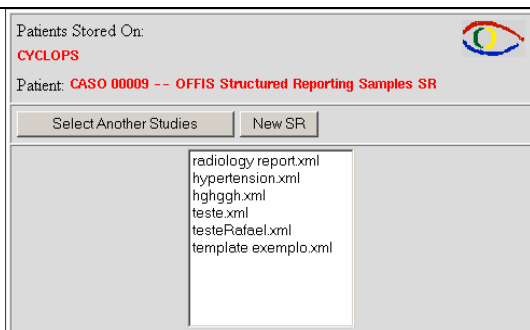 Patients Stored On:
CYCLOPS
Patient: CASO 00009 -- OFFIS Structured Reporting Samples SR
Select Another Studies New SR
radiology report.xml
hypertension.xml
hghggh.xml
teste.xml
testeRafael.xml
template exemplo.xml